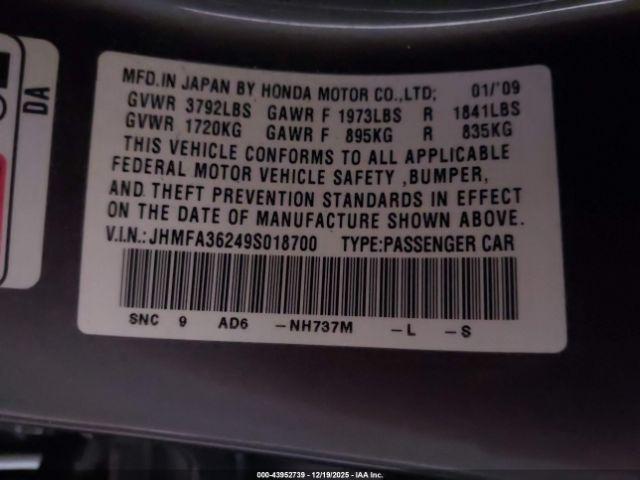 DA
MFD.IN JAPAN BY HONDA MOTOR CO.,LTD; 01/'09
GVWR 3792LBS GAWR F 1973LBS R 1841LBS
GVWR 1720KG GAWR F 895KG R 835KG
THIS VEHICLE CONFORMS TO ALL APPLICABLE
FEDERAL MOTOR VEHICLE SAFETY ,BUMPER,
AND THEFT PREVENTION STANDARDS IN EFFECT
ON THE DATE OF MANUFACTURE SHOWN ABOVE.
V.I.N.:JHMFA36249S018700 TYPE:PASSENGER CAR
SNC 9 AD6 -NH737M -L -S
000-43952739 - 12/19/2025 - IAA Inc.